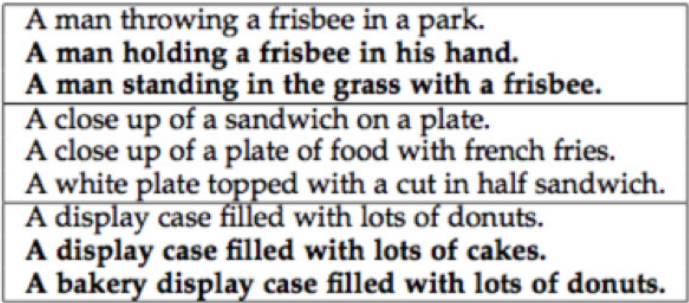 A man throwing a frisbee in a park.
A man holding a frisbee in his hand.
A man standing in the grass with a frisbee.
A close up of a sandwich on a plate.
A close up of a plate of food with french fries.
A white plate topped with a cut in half sandwich.
A display case filled with lots of donuts.
A display case filled with lots of cakes.
A bakery display case filled with lots of donuts.